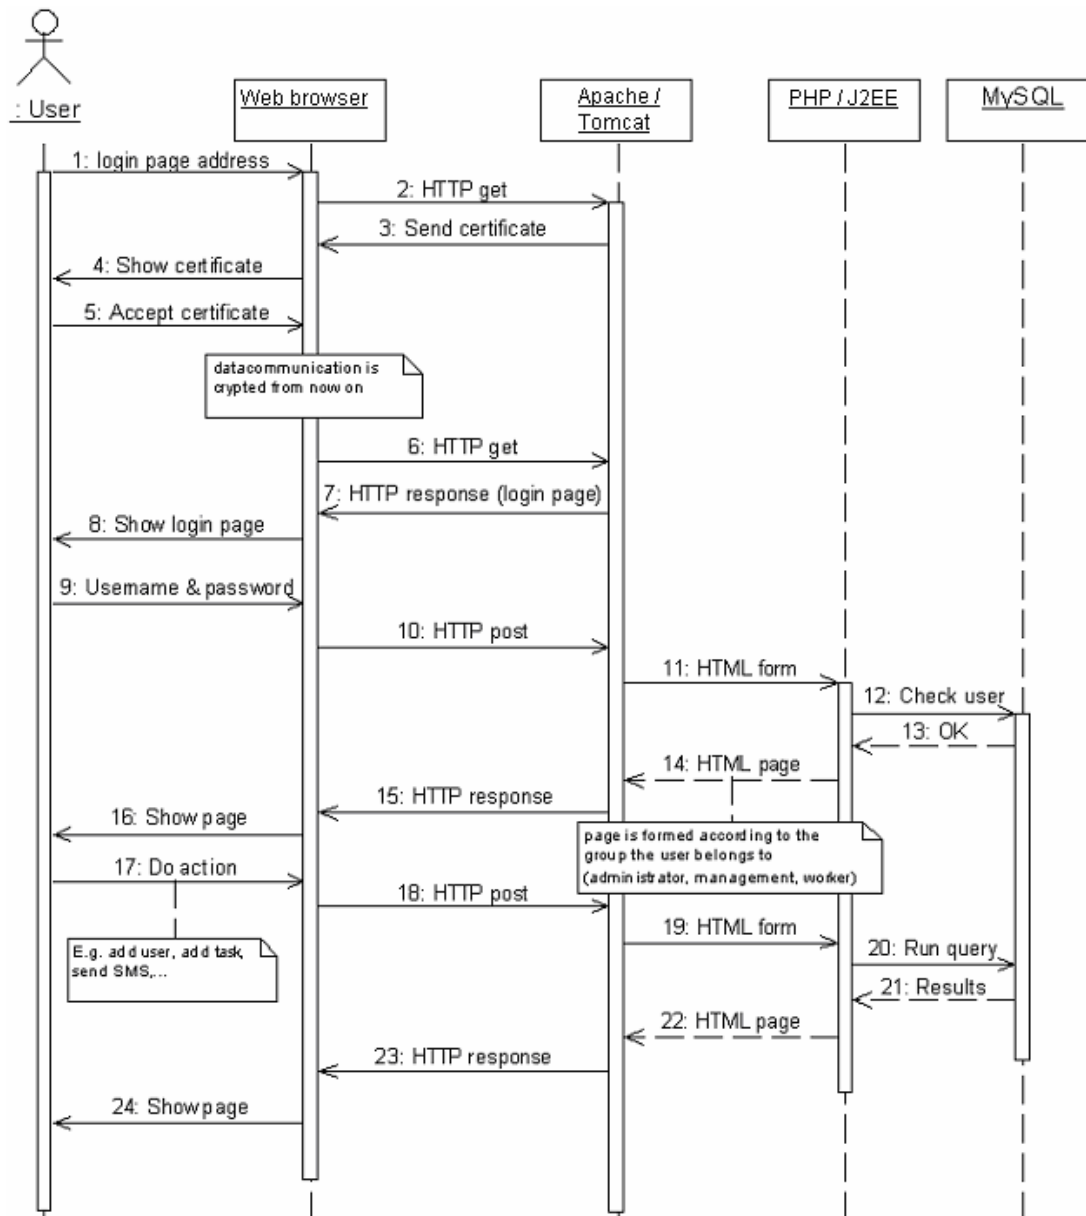 : User
Web browser
Apache /
Tomcat
PHP / J2EE
MySQL
1: login page address
2: HTTP get
3: Send certificate
4: Show certificate
5: Accept certificate
datacommunication is
crypted from now on
6: HTTP get
7: HTTP response (login page)
8: Show login page
9: Username & password
10: HTTP post
11: HTML form
12: Check user
13: OK
14: HTML page
15: HTTP response
16: Show page
page is formed according to the
group the user belongs to
(administrator, management, worker)
17: Do action
18: HTTP post
E.g. add user, add task,
send SMS,...
19: HTML form
20: Run query
21: Results
22: HTML page
23: HTTP response
24: Show page